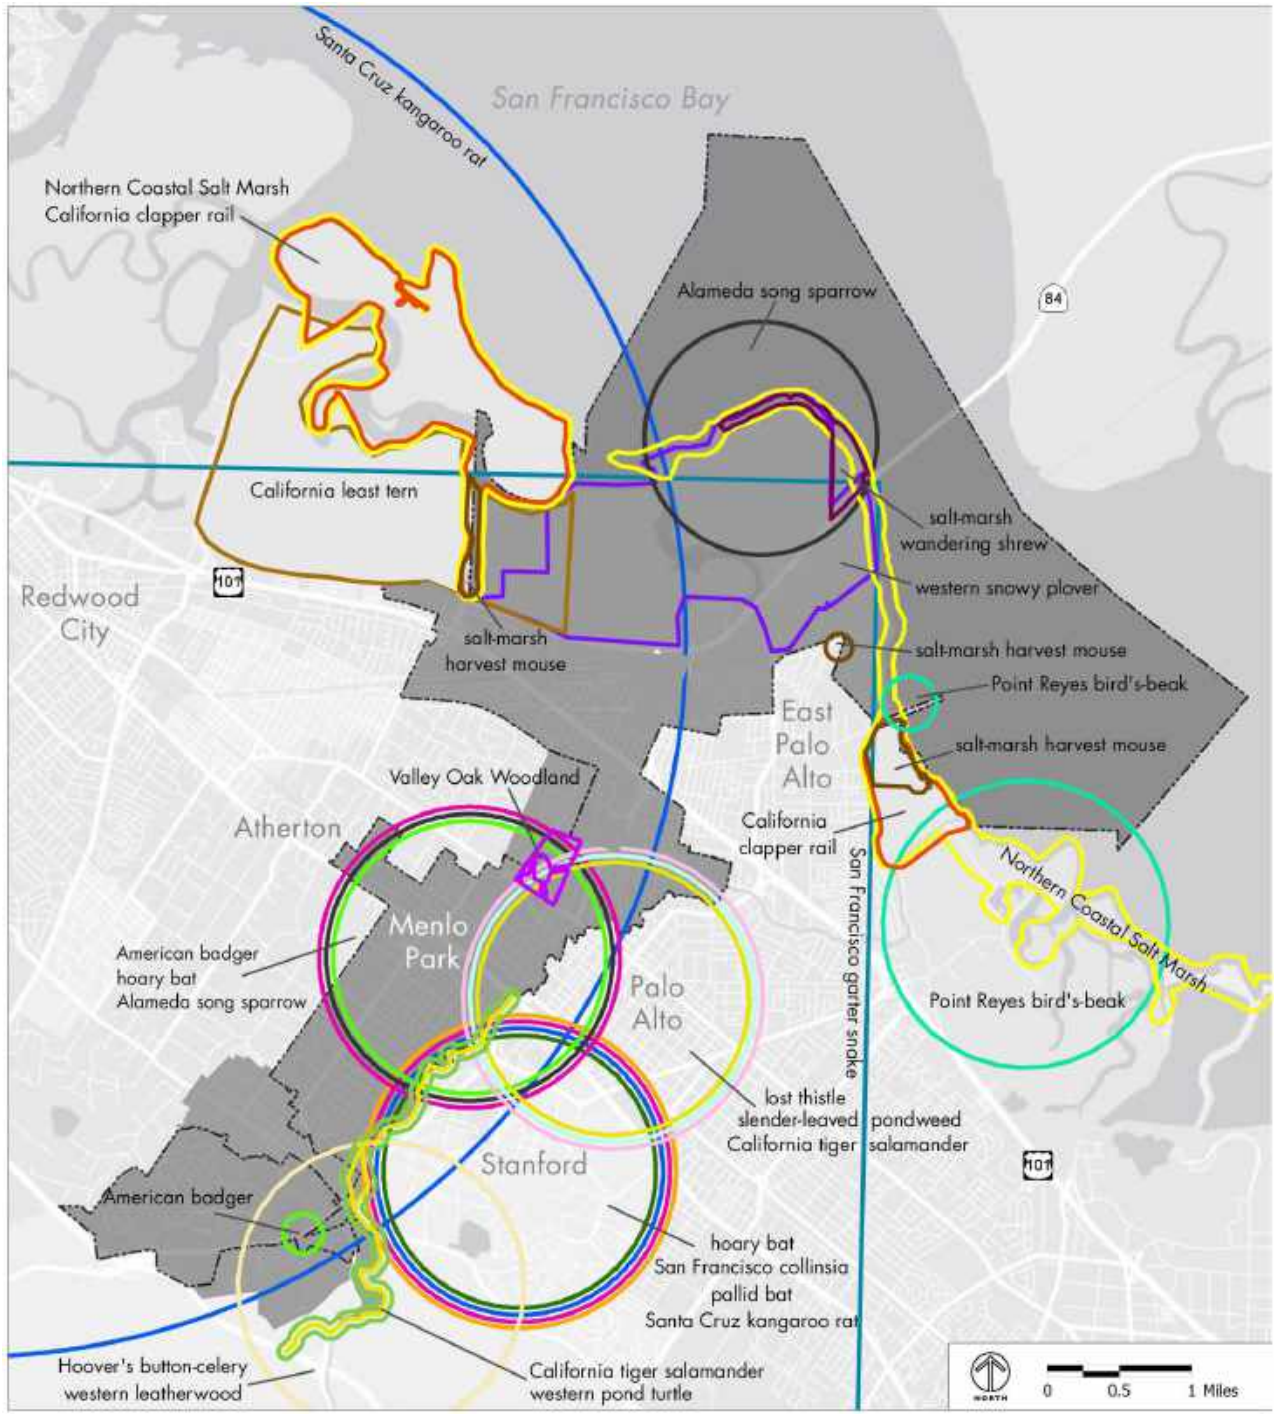 Santa Cruz kangaroo rat
San Francisco Bay
Northern Coastal Salt Marsh
California clapper rail
Alameda song sparrow
84
California least tern
salt-marsh
wandering shrew
101
Redwood
City
western snowy plover
salt-marsh
harvest mouse
salt-marsh harvest mouse
Point Reyes bird's-beak
East
Palo
Alto
salt-marsh harvest mouse
Valley Oak Woodland
Atherton
California
clapper rail
San Francisco garter snake
Northern Coastal Salt Marsh
Menlo
Park
American badger
hoary bat
Alameda song sparrow
Palo
Alto
Point Reyes bird's-beak
lost thistle
slender-leaved pondweed
California tiger salamander
Stanford
101
American badger
hoary bat
San Francisco collinsia
pallid bat
Santa Cruz kangaroo rat
Hoover's button-celery
western leatherwood
California tiger salamander
western pond turtle
NORTH
0 0.5 1 Miles